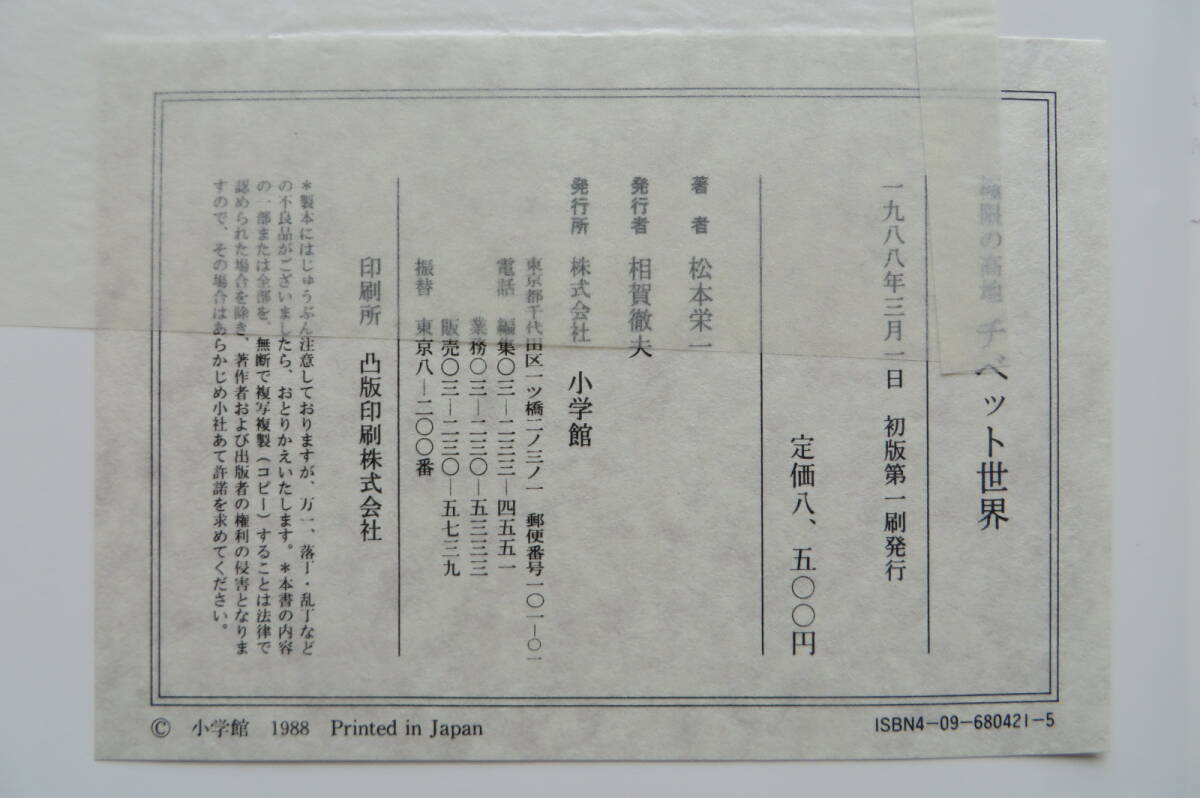 極限の高地 チベット世界
一九八八年三月一日 初版第一刷発行
定価八、五〇〇円
著 者 松本栄一
発行者 相賀徹夫
発行所 株式会社 小学館
東京都千代田区一ツ橋二ノ三ノ一 郵便番号一〇一―〇一
電話 編集〇三―二三三―四五五一
業務〇三―二三〇―五三三三
販売〇三―二三〇―五七三九
振替 東京八―二〇〇番
印刷所 凸版印刷株式会社
＊製本にはじゅうぶん注意しておりますが、万一、落丁・乱丁など
の不良品がございましたら、おとりかえいたします。＊本書の内容
の一部または全部を、無断で複写複製（コピー）することは法律で
認められた場合を除き、著作者および出版者の権利の侵害となりま
すので、その場合はあらかじめ小社あて許諾を求めてください。
© 小学館 1988 Printed in Japan
ISBN4-09-680421-5